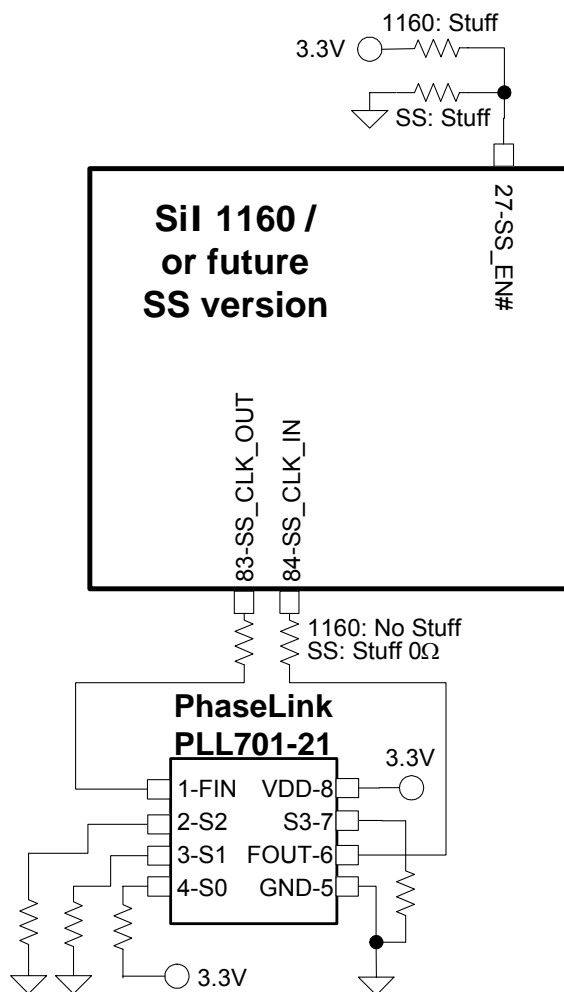 1160: Stuff
3.3V
SS: Stuff
27-SS_EN#
SiI 1160 /
or future
SS version
83-SS_CLK_OUT
84-SS_CLK_IN
1160: No Stuff
SS: Stuff 0Ω
PhaseLink
PLL701-21
3.3V
1-FIN VDD-8
2-S2 S3-7
3-S1 FOUT-6
4-S0 GND-5
3.3V